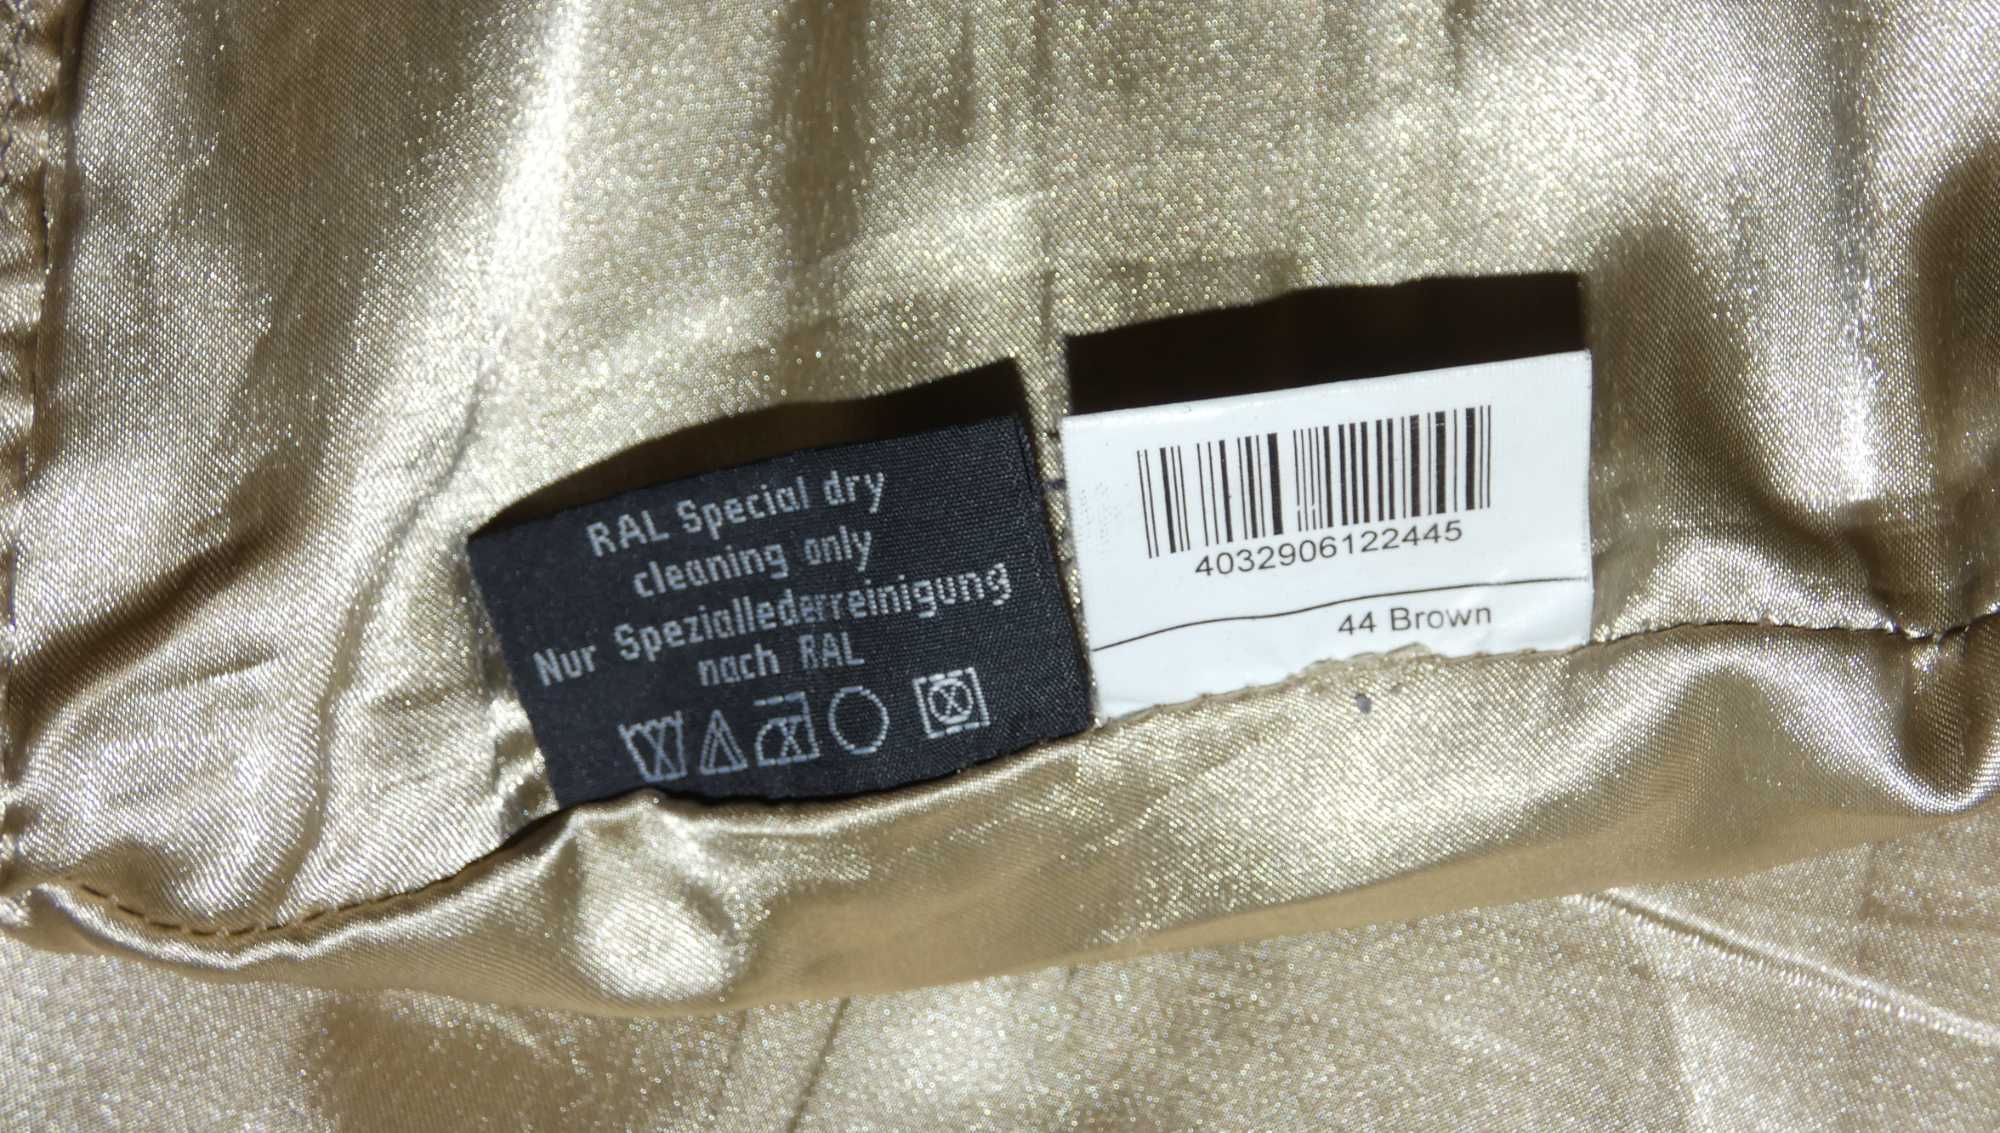 RAL Special dry
cleaning only
Nur Speziallederreinigung
nach RAL
4032906122445
44 Brown